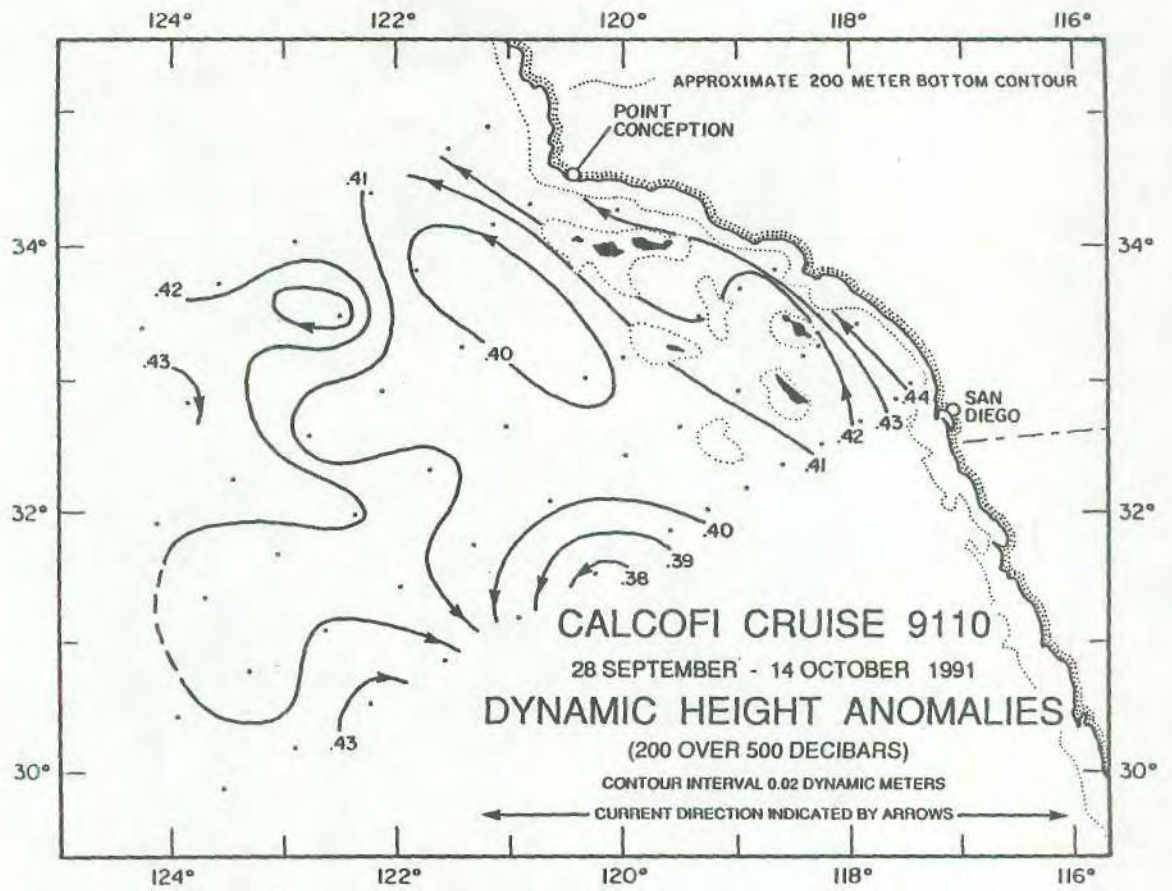 124° 122° 120° 118° 116°
APPROXIMATE 200 METER BOTTOM CONTOUR
POINT
CONCEPTION
.41
34° 34°
.42
.43
.40
.44
SAN
DIEGO
.43
.42
.41
32° 32°
.40
.39
.38
CALCOFI CRUISE 9110
28 SEPTEMBER - 14 OCTOBER 1991
DYNAMIC HEIGHT ANOMALIES
.43
(200 OVER 500 DECIBARS)
30° 30°
CONTOUR INTERVAL 0.02 DYNAMIC METERS
CURRENT DIRECTION INDICATED BY ARROWS
124° 122° 120° 118° 116°